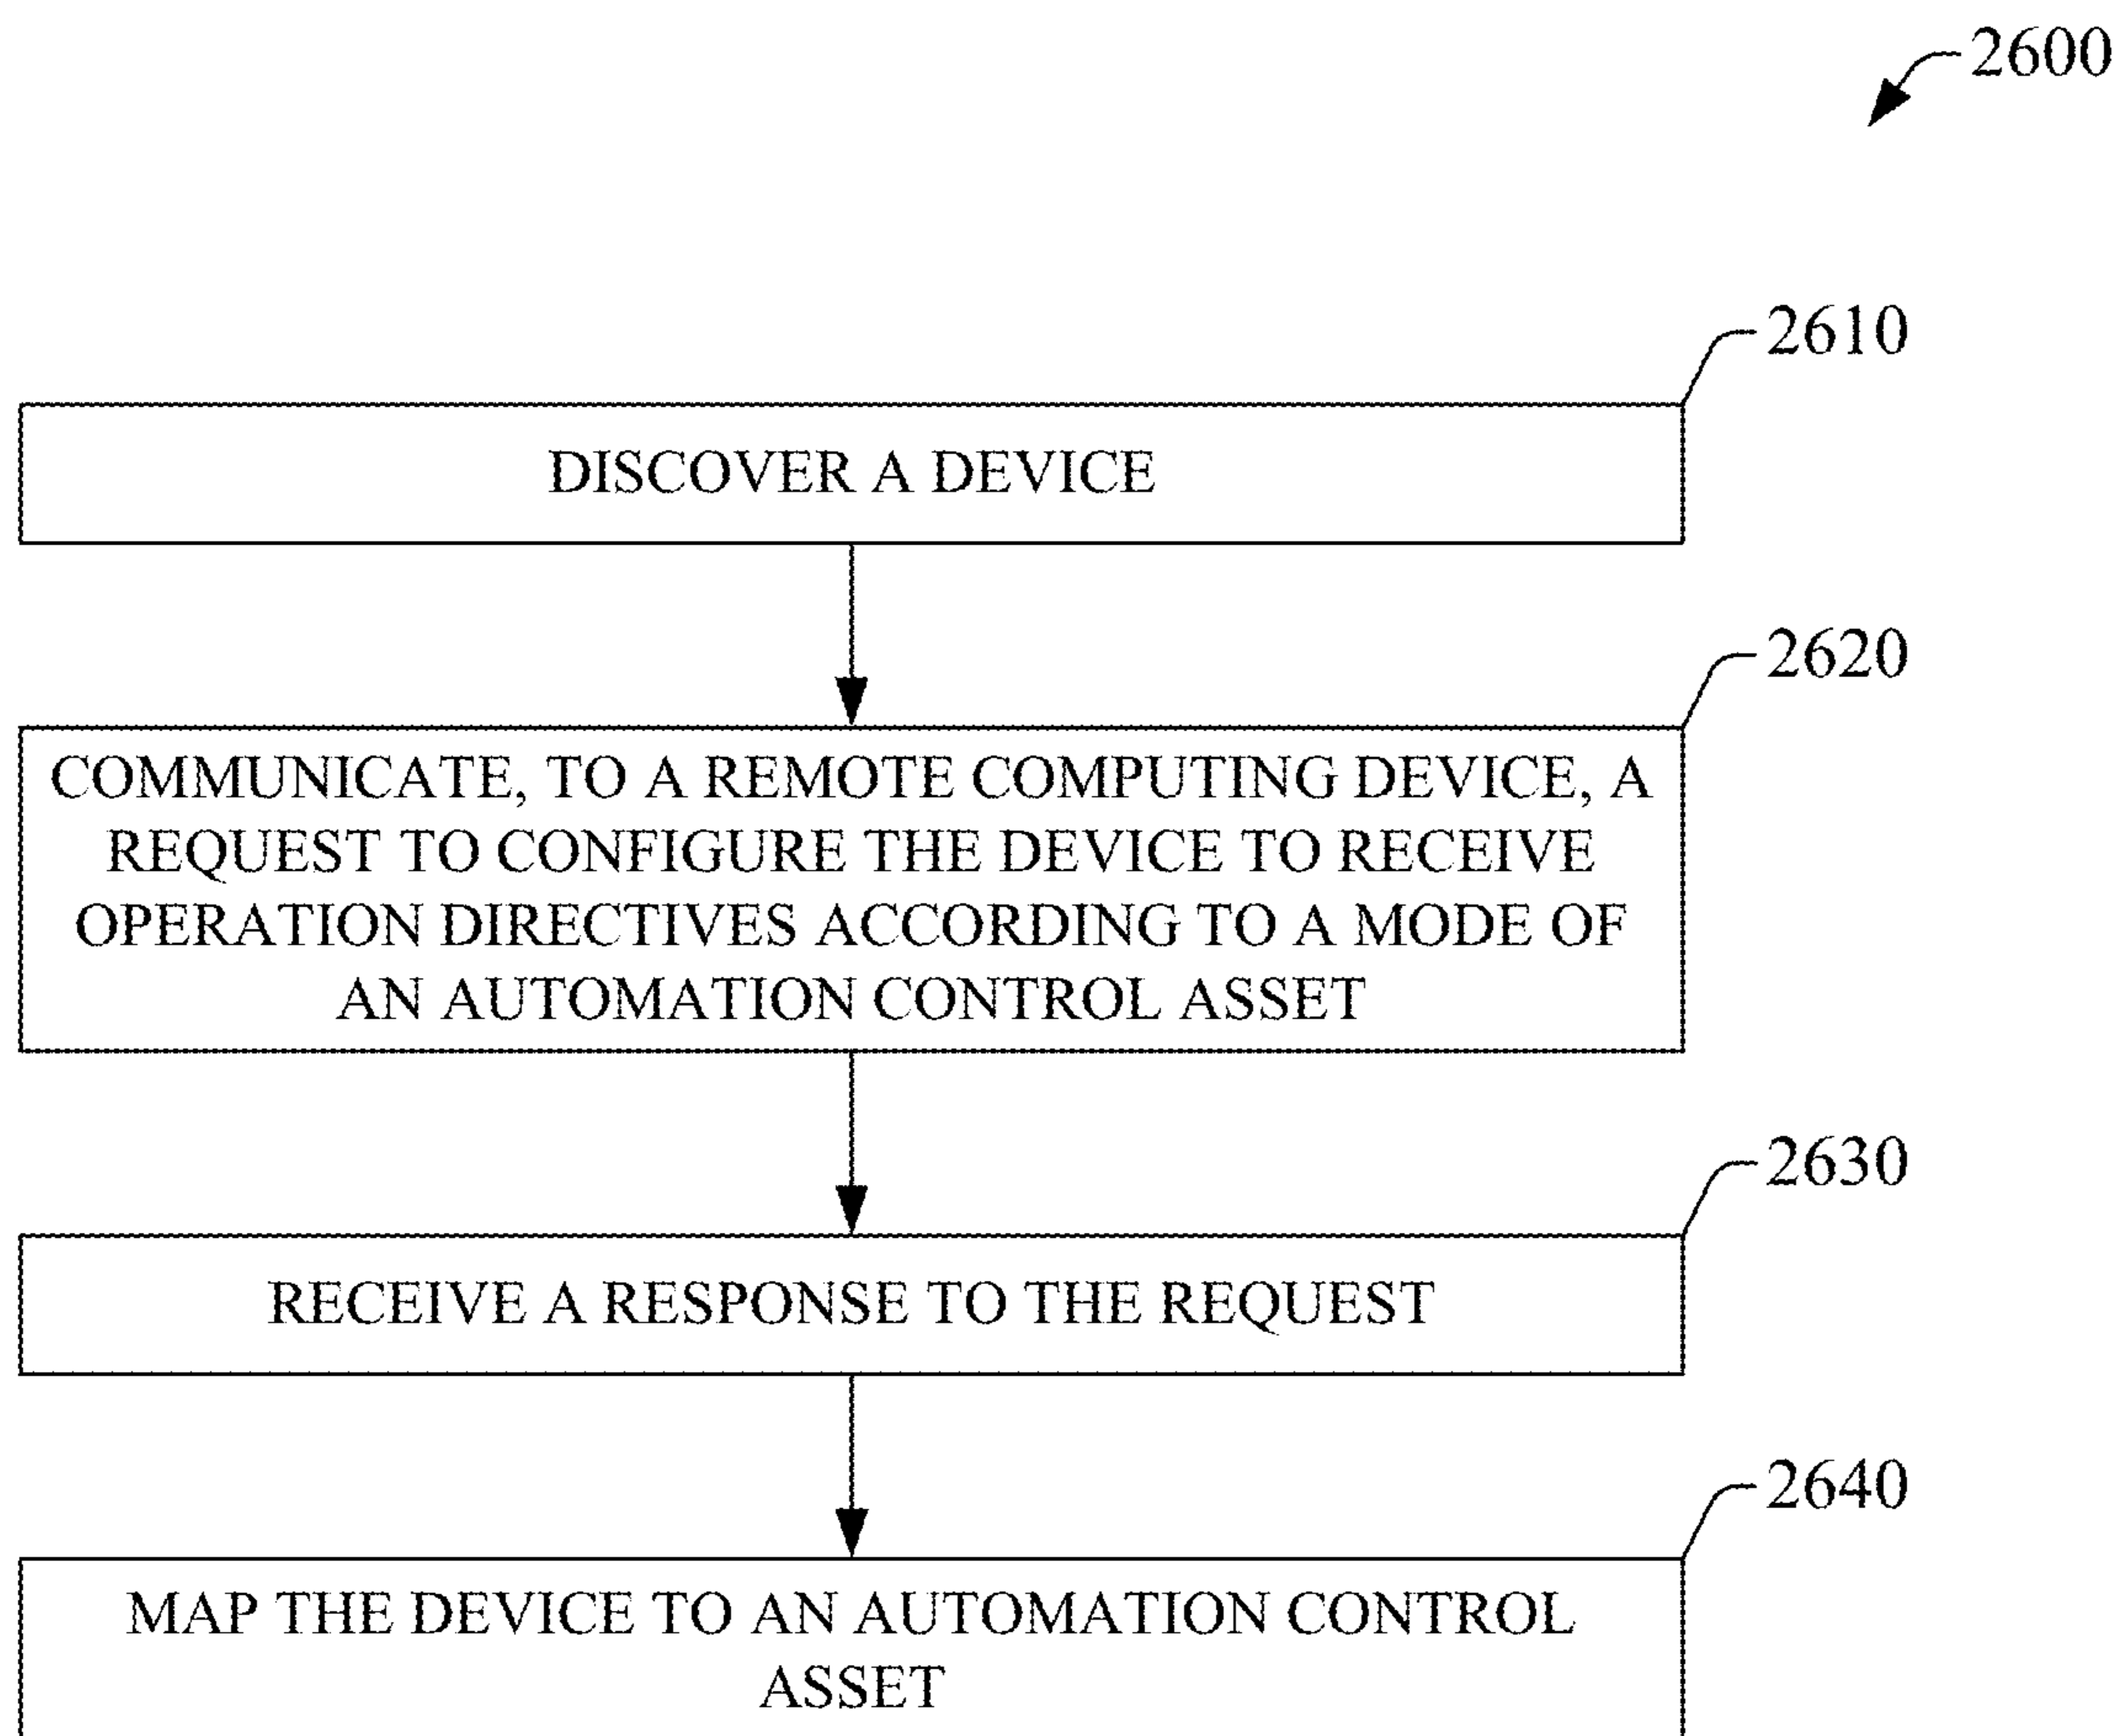 2600
2610
DISCOVER A DEVICE
2620
COMMUNICATE, TO A REMOTE COMPUTING DEVICE, A
REQUEST TO CONFIGURE THE DEVICE TO RECEIVE
OPERATION DIRECTIVES ACCORDING TO A MODE OF
AN AUTOMATION CONTROL ASSET
2630
RECEIVE A RESPONSE TO THE REQUEST
2640
MAP THE DEVICE TO AN AUTOMATION CONTROL
ASSET